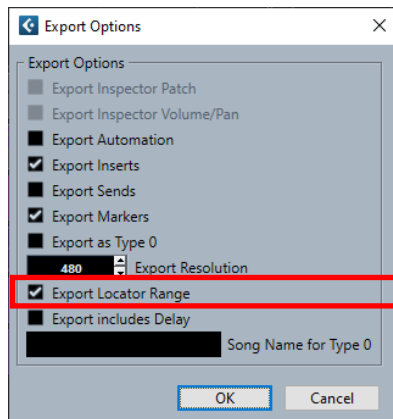 Export Options
Export Options
Export Inspector Patch
Export Inspector Volume/Pan
Export Automation
Export Inserts
Export Sends
Export Markers
Export as Type 0
480 Export Resolution
Export Locator Range
Export includes Delay
Song Name for Type 0
OK Cancel